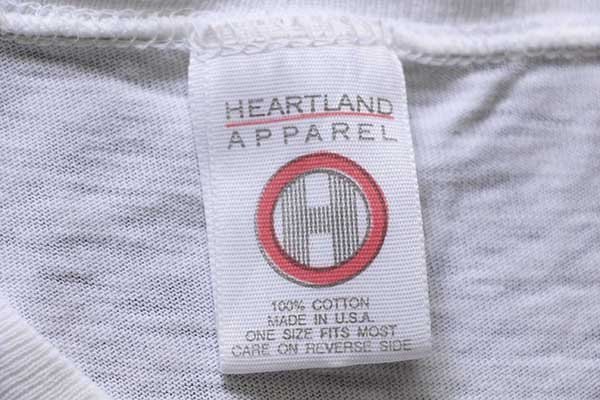 HEARTLAND
APPAREL
H
100% COTTON
MADE IN U.S.A.
ONE SIZE FITS MOST
CARE ON REVERSE SIDE